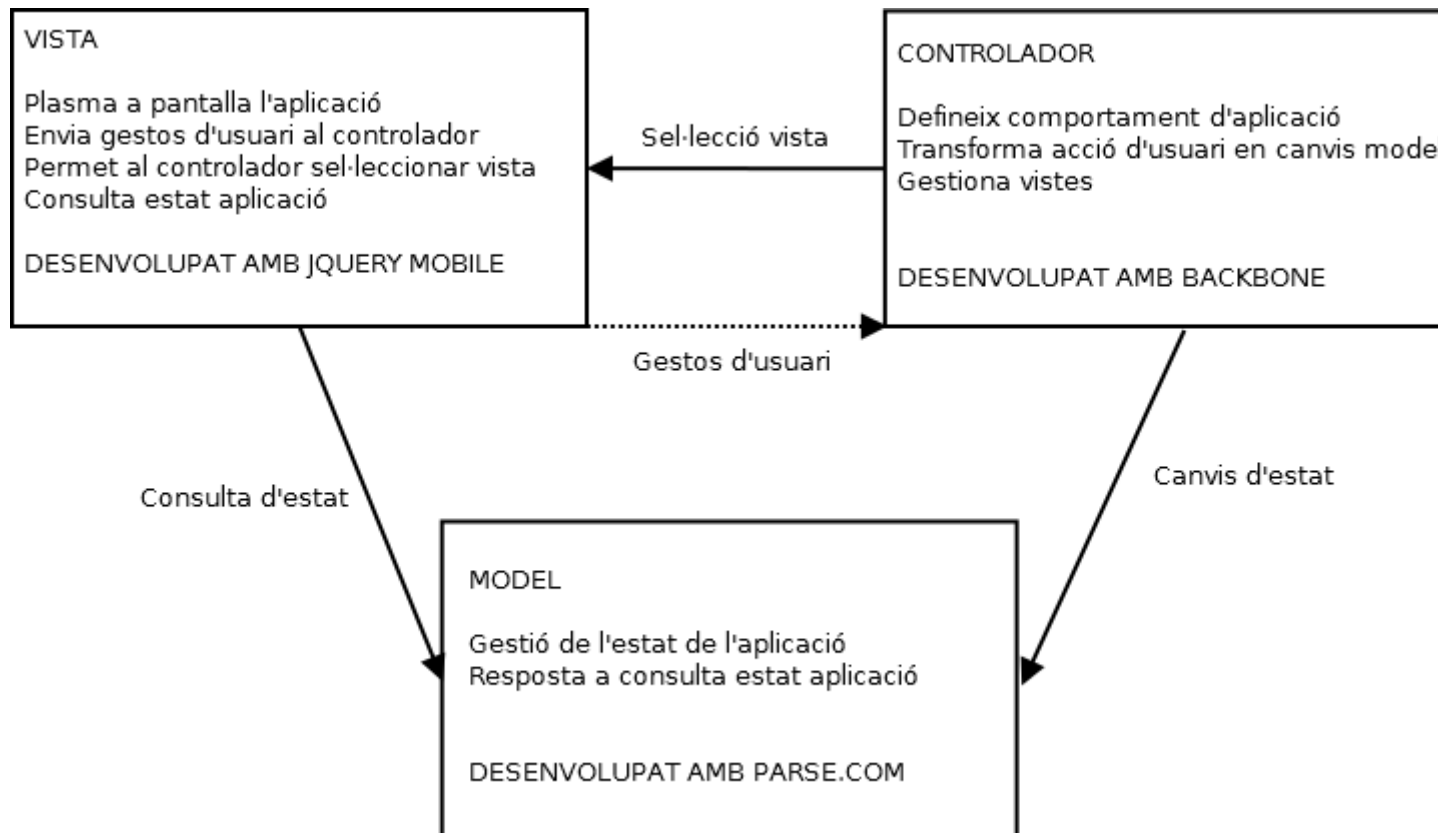 VISTA
Plasma a pantalla l'aplicació
Envia gestos d'usuari al controlador
Permet al controlador sel·leccionar vista
Consulta estat aplicació
DESENVOLUPAT AMB JQUERY MOBILE
Sel·lecció vista
CONTROLADOR
Defineix comportament d'aplicació
Transforma acció d'usuari en canvis mode
Gestiona vistes
DESENVOLUPAT AMB BACKBONE
Gestos d'usuari
Consulta d'estat
Canvis d'estat
MODEL
Gestió de l'estat de l'aplicació
Resposta a consulta estat aplicació
DESENVOLUPAT AMB PARSE.COM